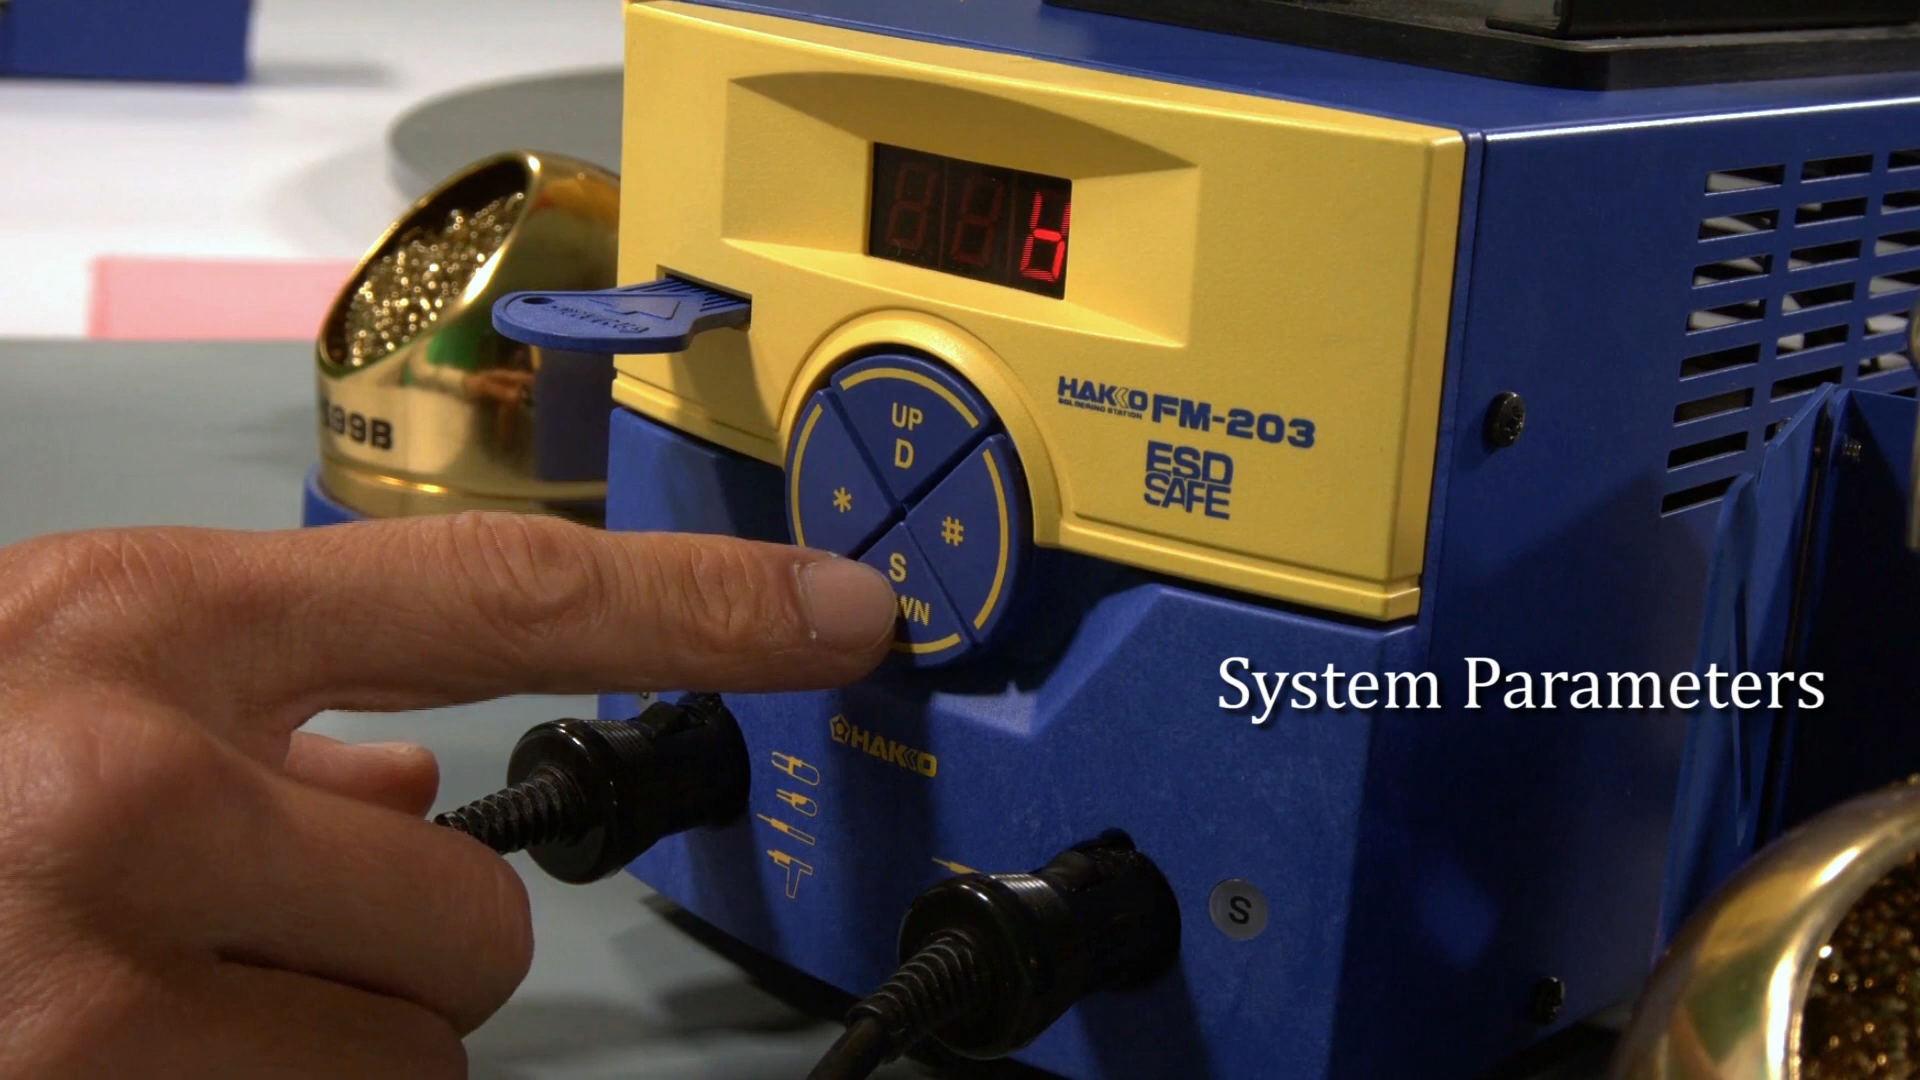 HAKKO FM-203
SOLDERING STATION
ESD
SAFE
UP
D
*
#
S
WN
99B
System Parameters
HAKKO
S